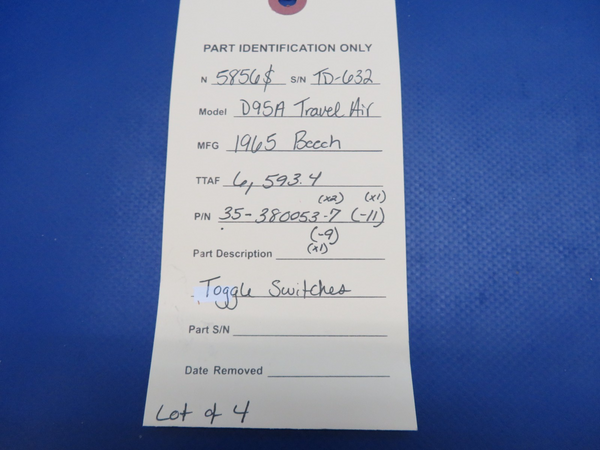 PART IDENTIFICATION ONLY
N 5856$ S/N TD-632
Model D95A Travel Air
MFG 1965 Beech
TTAF 6,593.4
(x2) (x1)
P/N 35-380053-7 (-11)
(-9)
Part Description (x1)
Toggle Switches
Part S/N
Date Removed
Lot of 4